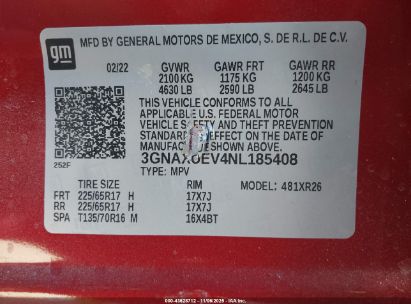 gm
MFD BY GENERAL MOTORS DE MEXICO, S. DE R.L. DE C.V.
02/22 GVWR GAWR FRT GAWR RR
2100 KG 1175 KG 1200 KG
4630 LB 2590 LB 2645 LB
THIS VEHICLE CONFORMS TO ALL
APPLICABLE U.S. FEDERAL MOTOR
VEHICLE SAFETY, BUMPER, AND THEFT
PREVENTION STANDARDS IN EFFECT ON
THE DATE OF MANUFACTURE SHOWN ABOVE.
3GNAX EV4NL185408
252F TYPE: MPV
TIRE SIZE RIM MODEL: 481XR26
FRT 225/65R17 H 17X7J
RR 225/65R17 H 17X7J
SPA T135/70R16 M 16X4BT